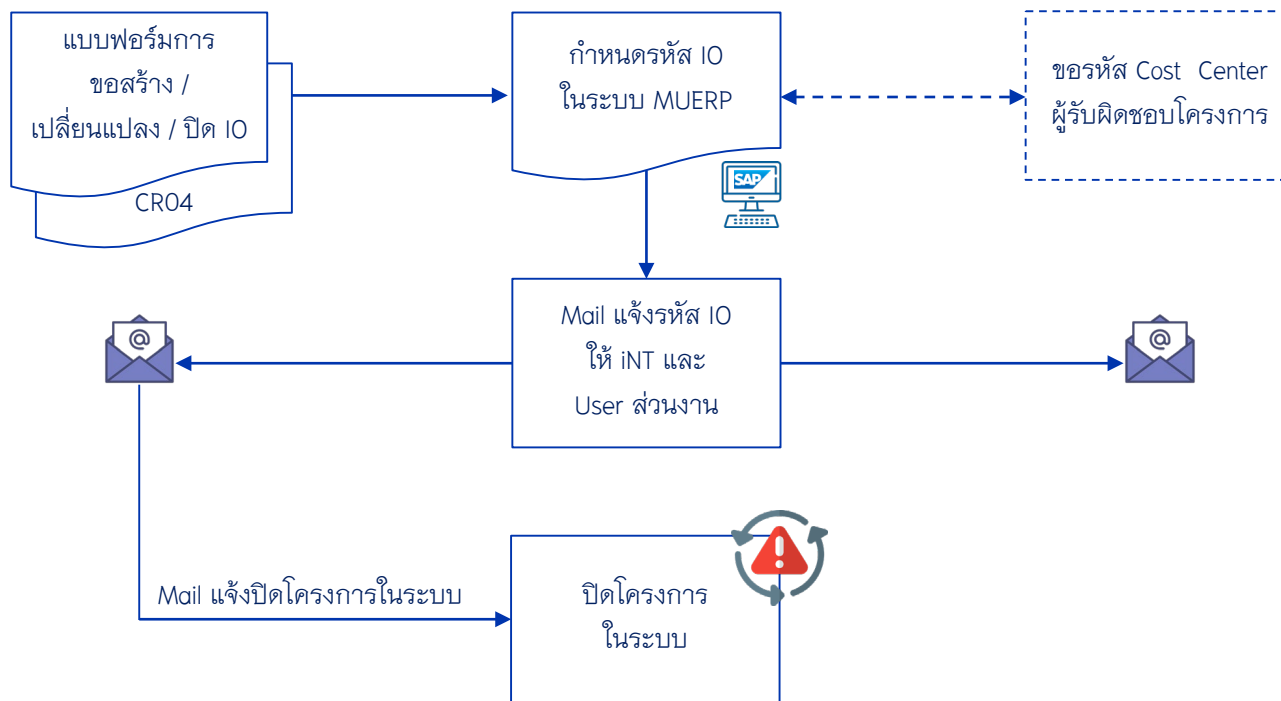 แบบฟอร์มการ
ขอสร้าง /
เปลี่ยนแปลง / ปิด IO
CR04
กำหนดรหัส IO
ในระบบ MUERP
SAP
ขอรหัส Cost Center
ผู้รับผิดชอบโครงการ
Mail แจ้งรหัส IO
ให้ iNT และ
User ส่วนงาน
@
@
Mail แจ้งปิดโครงการในระบบ
ปิดโครงการ
ในระบบ